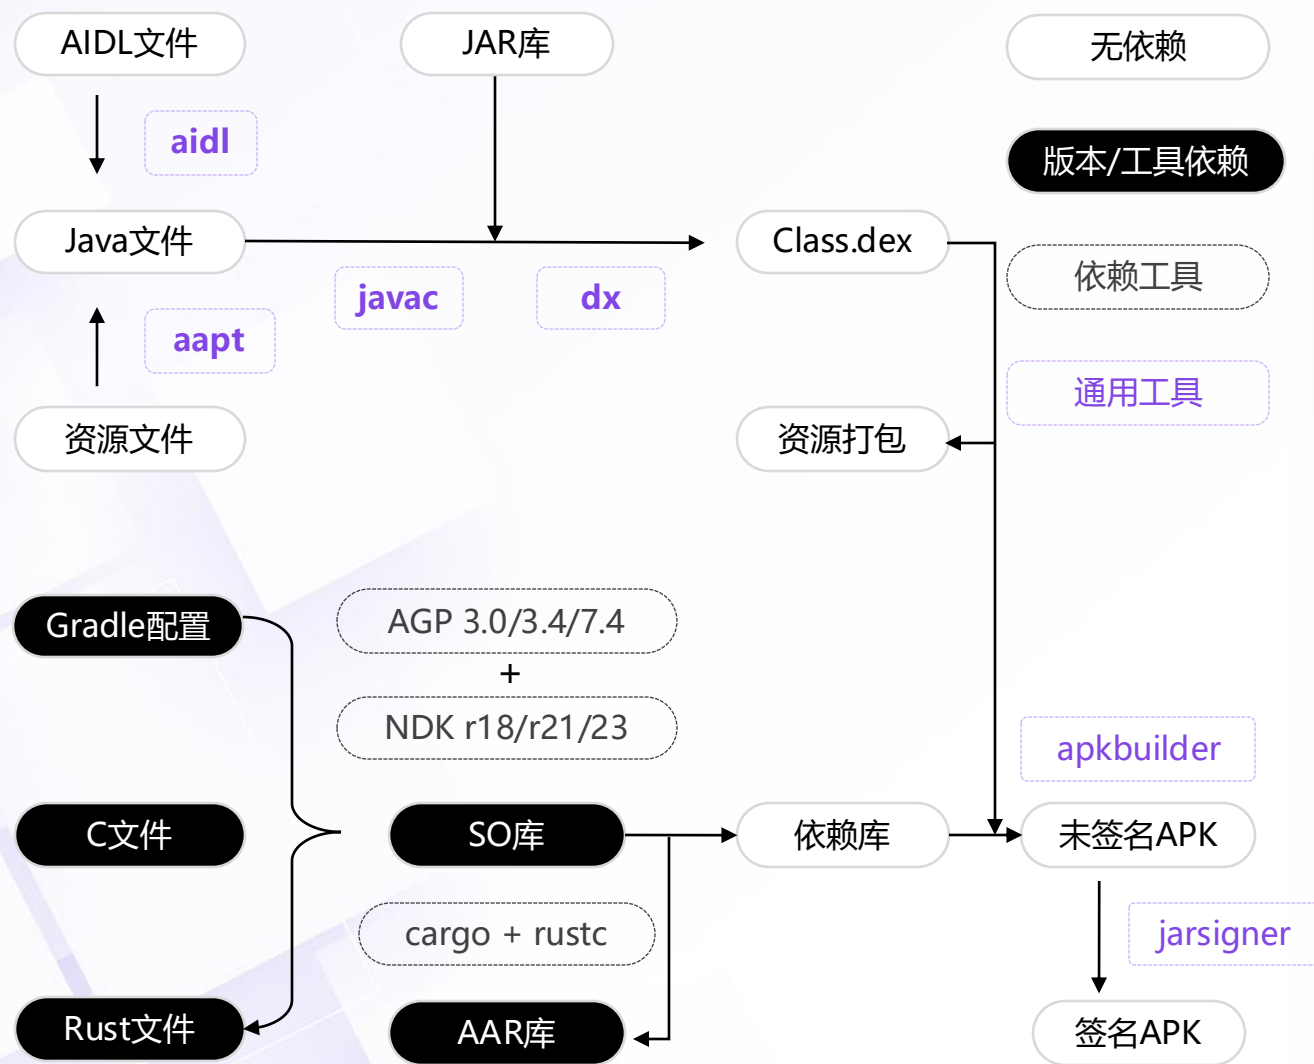 AIDL文件
JAR库
无依赖
aidl
版本/工具依赖
Java文件
Class.dex
依赖工具
javac
dx
aapt
通用工具
资源文件
资源打包
Gradle配置
AGP 3.0/3.4/7.4
+
NDK r18/r21/23
apkbuilder
C文件
SO库
依赖库
未签名APK
cargo + rustc
jarsigner
Rust文件
AAR库
签名APK